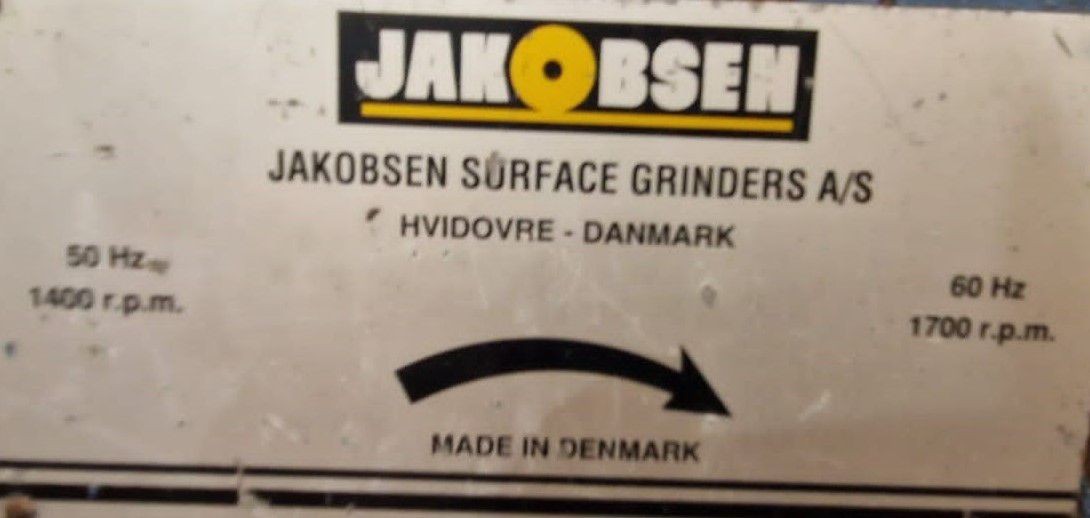 JAKOBSEN
JAKOBSEN SURFACE GRINDERS A/S
HVIDOVRE - DANMARK
50 Hz
1400 r.p.m.
60 Hz
1700 r.p.m.
MADE IN DENMARK